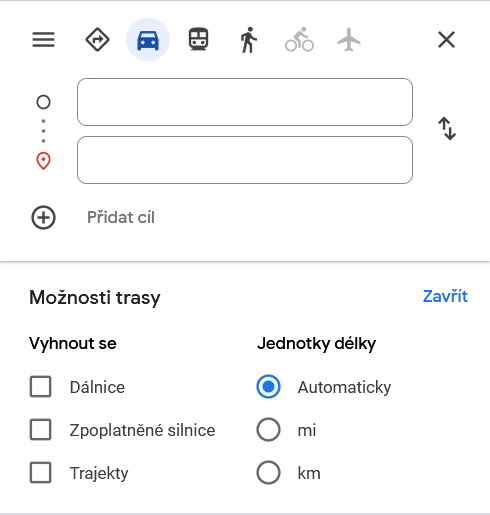 Přidat cíl
Možnosti trasy
Zavřít
Vyhnout se
Jednotky délky
Dálnice
Automaticky
Zpoplatněné silnice
mi
Trajekty
km